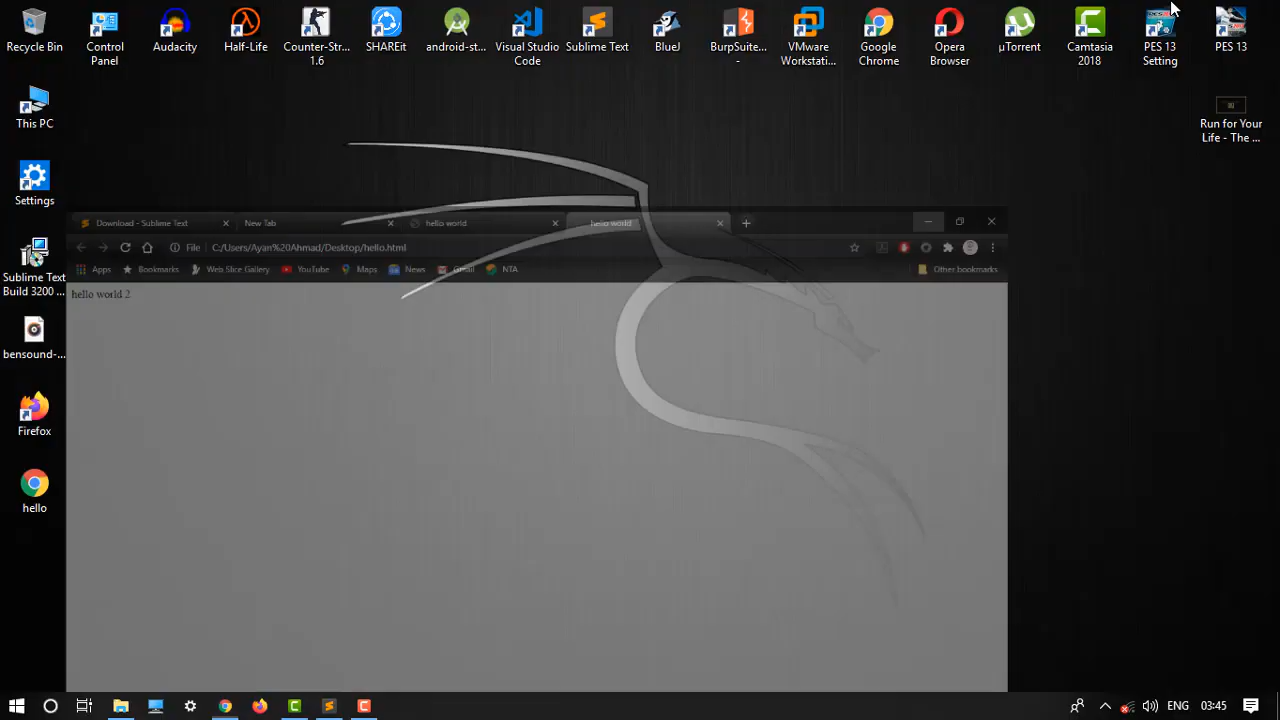 Recycle Bin
Control
Panel
Audacity
Half-Life
Counter-Str...
1.6
SHAREit
android-st...
Visual Studio
Code
Sublime Text
BlueJ
BurpSuite...
-
VMware
Workstati...
Google
Chrome
Opera
Browser
µTorrent
Camtasia
2018
PES 13
Setting
PES 13
This PC
Run for Your
Life - The ...
Settings
Download - Sublime Text
New Tab
hello world
hello world
File
C:/Users/Ayan%20Ahmad/Desktop/hello.html
Apps
Bookmarks
Web Slice Gallery
YouTube
Maps
News
Gmail
NTA
Other bookmarks
Sublime Text
Build 3200 ...
hello world 2
bensound-...
Firefox
hello
ENG
03:45